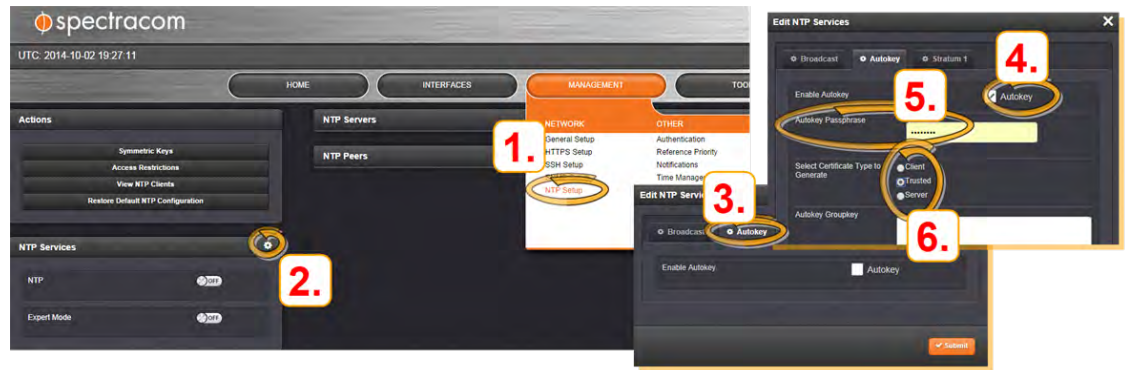 spectracom
UTC: 2014-10-02 19:27:11
HOME
INTERFACES
MANAGEMENT
Actions
Symmetric Keys
Access Restrictions
View NTP Clients
Restore Default NTP Configuration
NTP Services
2.
NTP
OFF
Expert Mode
OFF
NTP Servers
NTP Peers
1.
NETWORK
General Setup
HTTPS Setup
SSH Setup
NTP Setup
OTHER
Authentication
Reference Priority
Notifications
Edit NTP
3.
Autokey
Enable Autokey
Autokey
Submit
Edit NTP Services
Broadcast
Autokey
Stratum 1
4.
Enable Autokey
Autokey
5.
Autokey Passphrase
........
Select Certificate Type to
Generate
Client
Trusted
Server
Autokey Groupkey
6.